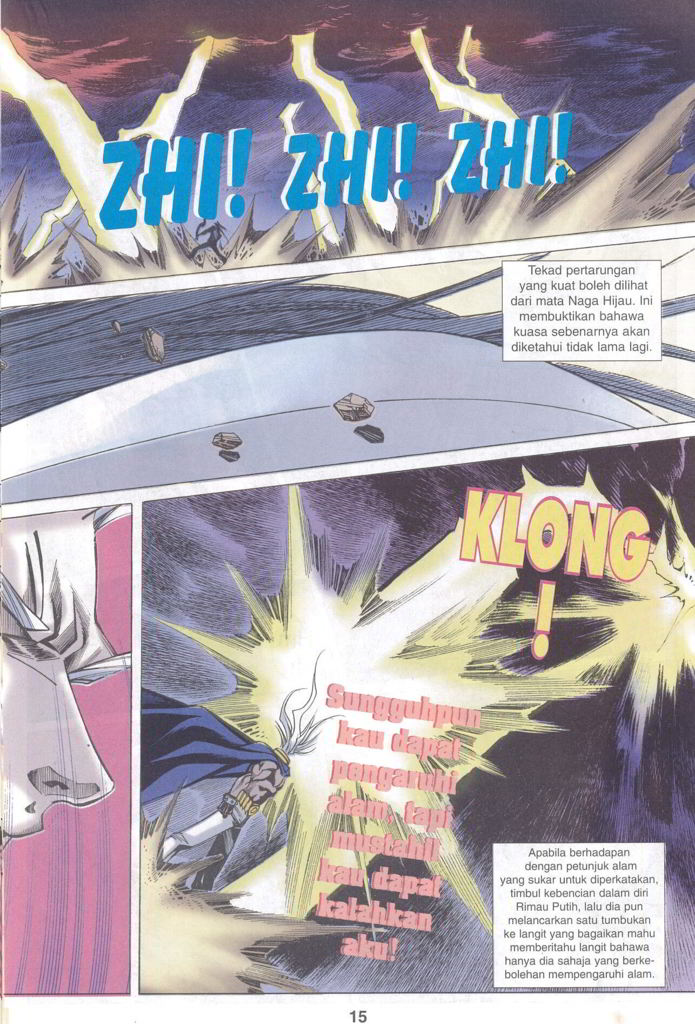 ZHI! ZHI! ZHI!
Tekad pertarungan
yang kuat boleh dilihat
dari mata Naga Hijau. Ini
membuktikan bahawa
kuasa sebenarnya akan
diketahui tidak lama lagi.
KLONG
!
Sungguhpun
kau dapat
pengaruhi
alam, tapi
mustahil
kau dapat
kalahkan
aku!
Apabila berhadapan
dengan petunjuk alam
yang sukar untuk diperkatakan,
timbul kebencian dalam diri
Rimau Putih, lalu dia pun
melancarkan satu tumbukan
ke langit yang bagaikan mahu
memberitahu langit bahawa
hanya dia sahaja yang berke-
bolehan mempengaruhi alam.
15